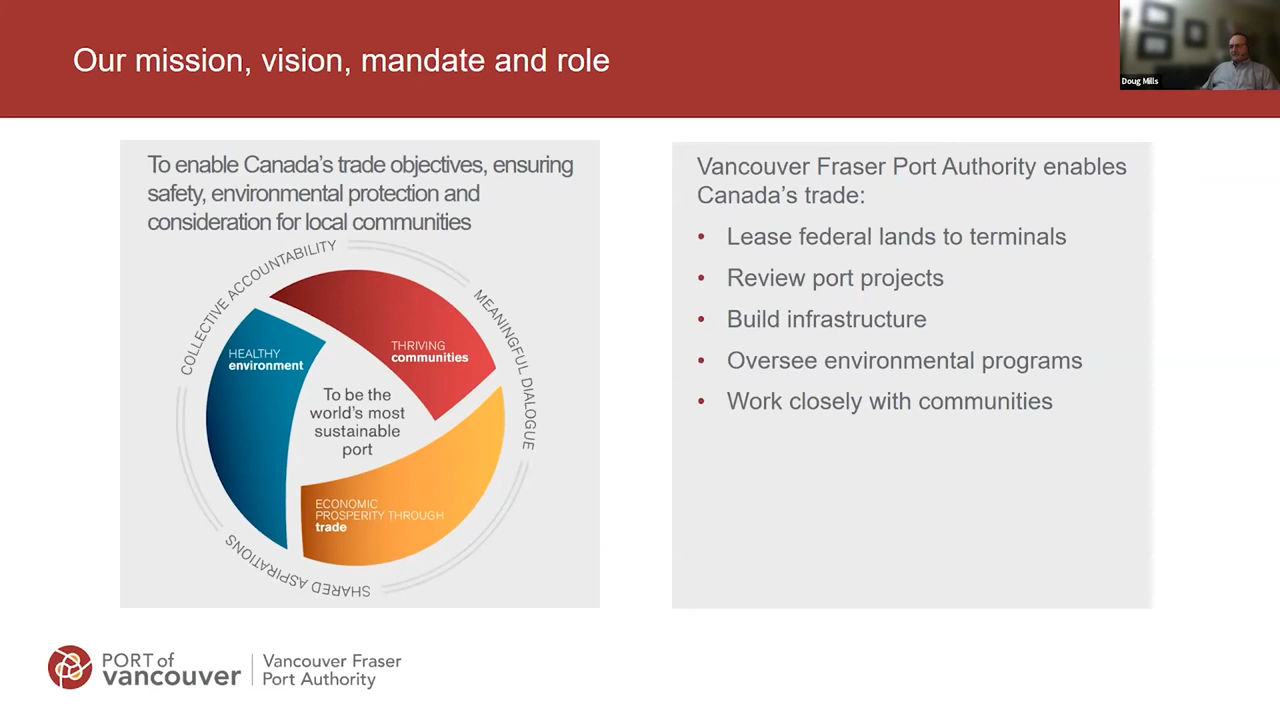 Our mission, vision, mandate and role
Doug Mills
To enable Canada's trade objectives, ensuring
safety, environmental protection and
consideration for local communities
COLLECTIVE ACCOUNTABILITY
MEANINGFUL DIALOGUE
SHARED ASPIRATIONS
HEALTHY
environment
THRIVING
communities
To be the
world's most
sustainable
port
ECONOMIC
PROSPERITY THROUGH
trade
Vancouver Fraser Port Authority enables
Canada's trade:
• Lease federal lands to terminals
• Review port projects
• Build infrastructure
• Oversee environmental programs
• Work closely with communities
PORT of
vancouver
Vancouver Fraser
Port Authority